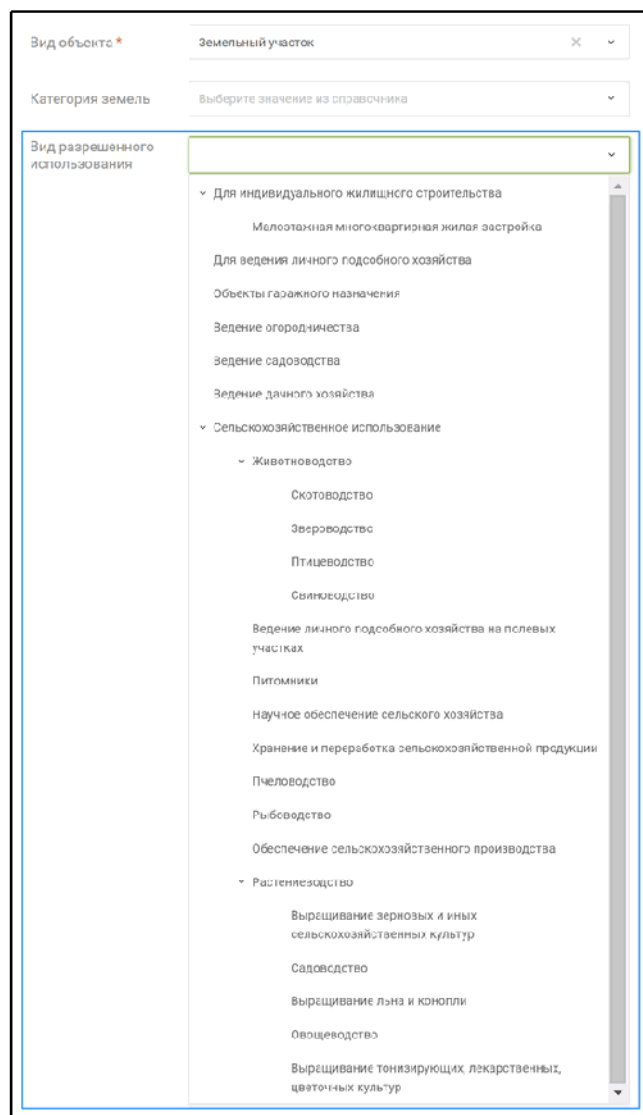 Вид объекта *
Земельный участок
Категория земель
Выберите значение из справочника
Вид разрешенного
использования
Для индивидуального жилищного строительства
Малоэтажная многоквартирная жилая застройка
Для ведения личного подсобного хозяйства
Объекты гаражного назначения
Ведение огородничества
Ведение садоводства
Ведение дачного хозяйства
Сельскохозяйственное использование
Животноводство
Скотоводство
Звероводство
Птицеводство
Свиноводство
Ведение личного подсобного хозяйства на полевых
участках
Питомники
Научное обеспечение сельского хозяйства
Хранение и переработка сельскохозяйственной продукции
Пчеловодство
Рыбоводство
Обеспечение сельскохозяйственного производства
Растениеводство
Выращивание зерновых и иных
сельскохозяйственных культур
Садоводство
Выращивание льна и конопли
Овощеводство
Выращивание тонизирующих, лекарственных,
цветочных культур